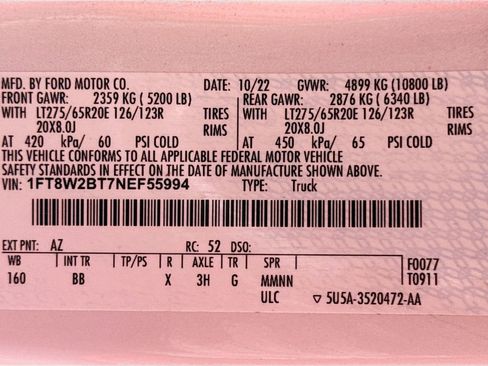 MFD. BY FORD MOTOR CO. DATE: 10/22 GVWR: 4899 KG (10800 LB)
FRONT GAWR: 2359 KG (5200 LB) REAR GAWR: 2876 KG (6340 LB)
WITH LT275/65R20E 126/123R TIRES WITH LT275/65R20E 126/123R TIRES
20X8.0J RIMS 20X8.0J RIMS
AT 420 kPa/ 60 PSI COLD AT 450 kPa/ 65 PSI COLD
THIS VEHICLE CONFORMS TO ALL APPLICABLE FEDERAL MOTOR VEHICLE
SAFETY STANDARDS IN EFFECT ON THE DATE OF MANUFACTURE SHOWN ABOVE.
VIN: 1FT8W2BT7NEF55994 TYPE: Truck
EXT PNT: AZ RC: 52 DSO:
WB INT TR TP/PS R AXLE TR SPR F0077
160 BB X 3H G MMNN T0911
ULC ▽ 5U5A-3520472-AA